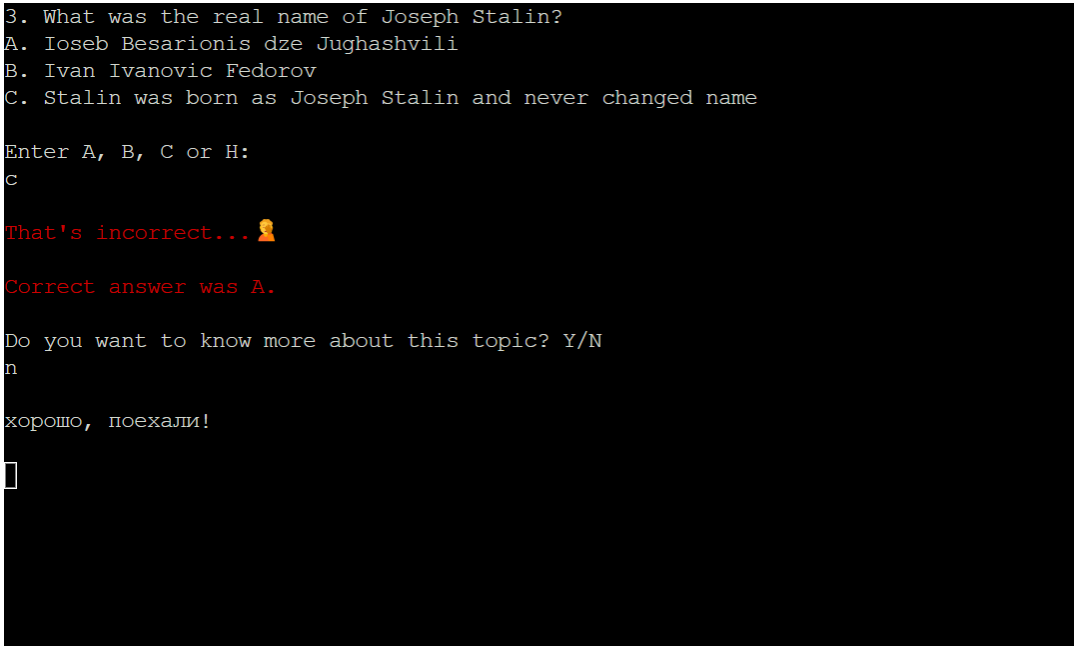 3. What was the real name of Joseph Stalin?
A. Ioseb Besarionis dze Jughashvili
B. Ivan Ivanovic Fedorov
C. Stalin was born as Joseph Stalin and never changed name
Enter A, B, C or H:
c
That's incorrect...🤦
Correct answer was A.
Do you want to know more about this topic? Y/N
n
хорошо, поехали!